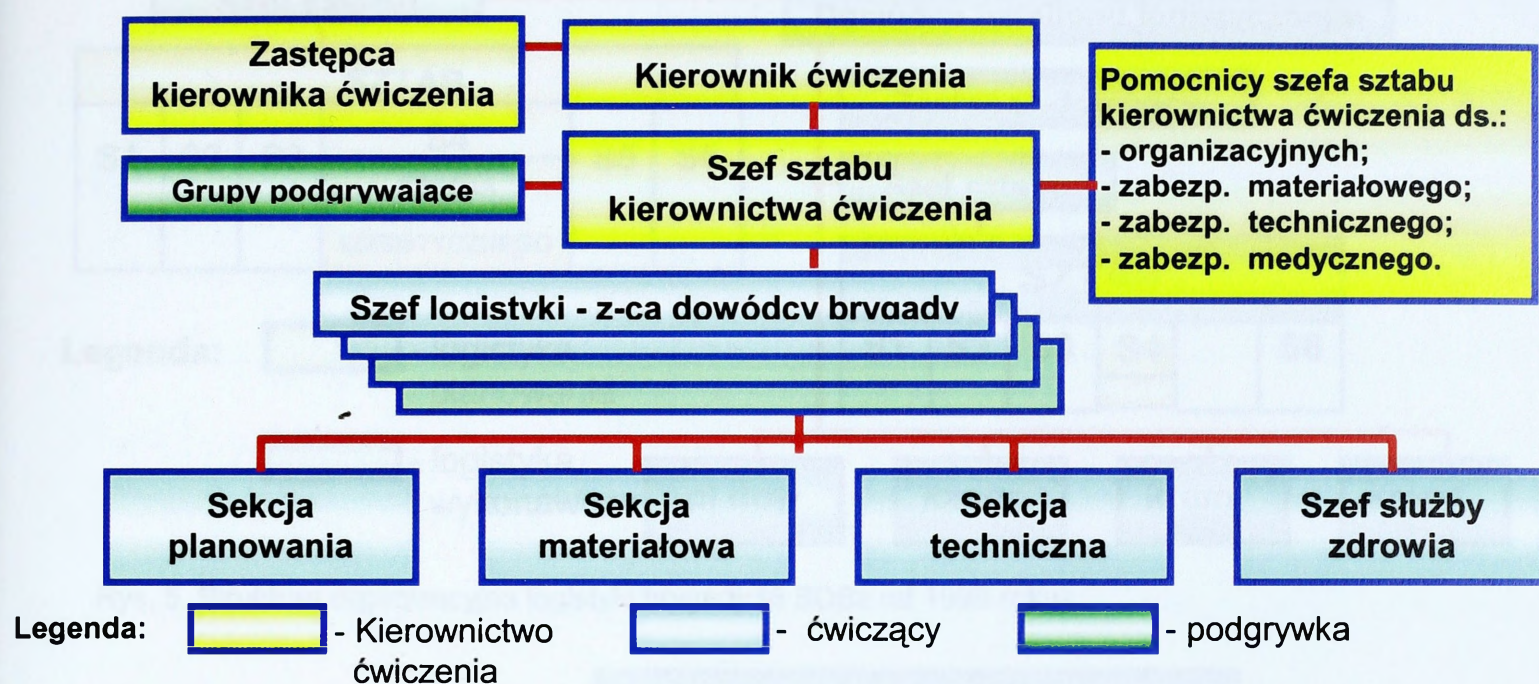 Zastępca
kierownika ćwiczenia
Kierownik ćwiczenia
Pomocnicy szefa sztabu
kierownictwa ćwiczenia ds.:
- organizacyjnych;
- zabezp. materiałowego;
- zabezp. technicznego;
- zabezp. medycznego.
Grupy podgrywające
Szef sztabu
kierownictwa ćwiczenia
Szef logistyki - z-ca dowódcy brygady
Sekcja
planowania
Sekcja
materiałowa
Sekcja
techniczna
Szef służby
zdrowia
Legenda:
- Kierownictwo
ćwiczenia
- ćwiczący
- podgrywka